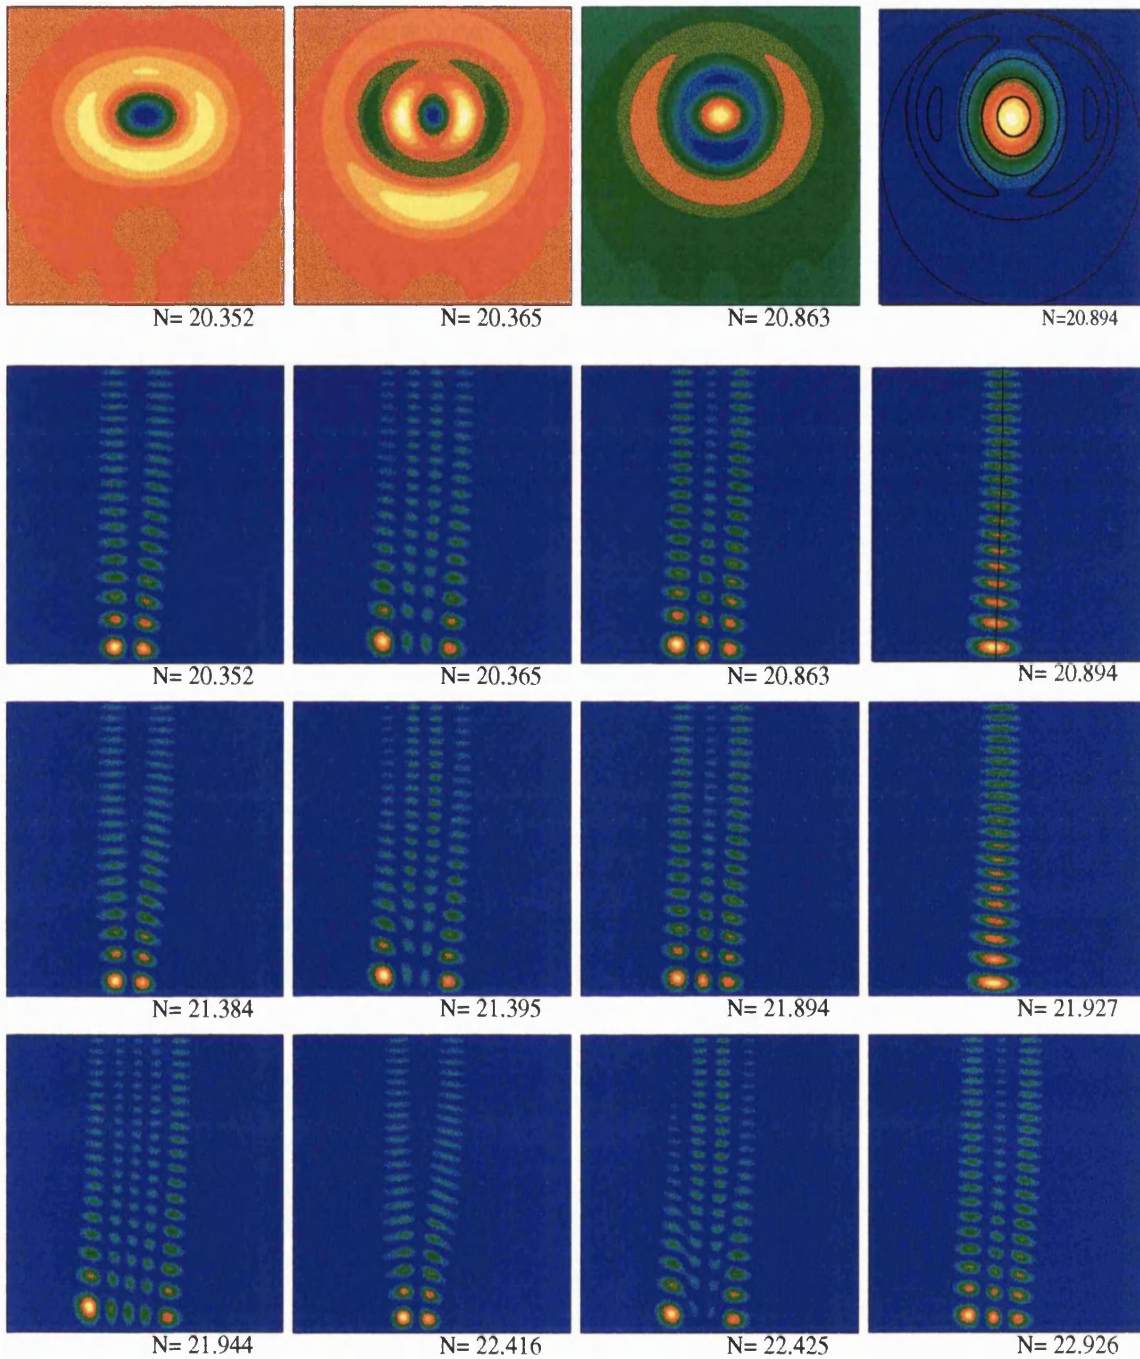 N= 20.352
N= 20.365
N= 20.863
N=20.894
N= 20.352
N= 20.365
N= 20.863
N= 20.894
N= 21.384
N= 21.395
N= 21.894
N= 21.927
N= 21.944
N= 22.416
N= 22.425
N= 22.926